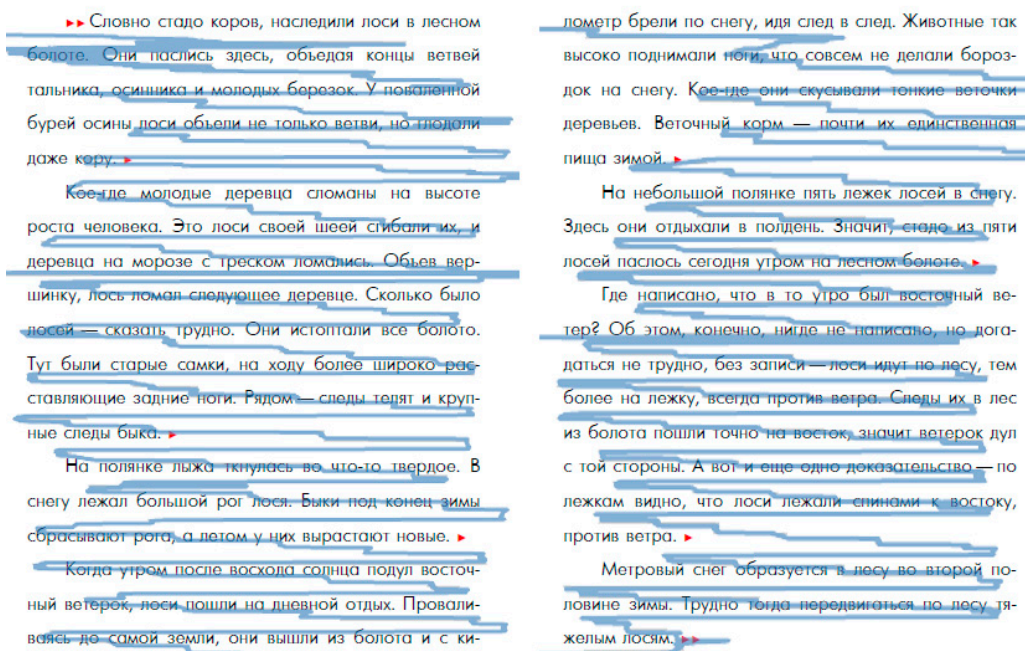 Словно стадо коров, наследили лоси в лесном
болоте. Они паслись здесь, объедая концы ветвей
тальника, осинника и молодых березок. У поваленной
бурей осины лоси объели не только ветви, но глодали
даже кору.
Кое-где молодые деревца сломаны на высоте
роста человека. Это лоси своей шеей сгибали их, и
деревца на морозе с треском ломались. Объев вер-
шинку, лось ломал следующее деревце. Сколько было
лосей — сказать трудно. Они истоптали все болото.
Тут были старые самки, на ходу более широко рас-
ставляющие задние ноги. Рядом — следы телят и круп-
ные следы быка.
На полянке лыжа ткнулась во что-то твердое. В
снегу лежал большой рог лося. Быки под конец зимы
сбрасывают рога, а летом у них вырастают новые.
Когда утром после восхода солнца подул восточ-
ный ветерок, лоси пошли на дневной отдых. Провали-
ваясь до самой земли, они вышли из болота и с ки-
лометр брели по снегу, идя след в след. Животные так
высоко поднимали ноги, что совсем не делали бороз-
док на снегу. Кое-где они скусывали тонкие веточки
деревьев. Веточный корм — почти их единственная
пища зимой.
На небольшой полянке пять лежек лосей в снегу.
Здесь они отдыхали в полдень. Значит, стадо из пяти
лосей паслось сегодня утром на лесном болоте.
Где написано, что в то утро был восточный ве-
тер? Об этом, конечно, нигде не написано, но дога-
даться не трудно, без записи — лоси идут по лесу, тем
более на лежку, всегда против ветра. Следы их в лес
из болота пошли точно на восток, значит ветерок дул
с той стороны. А вот и еще одно доказательство — по
лежкам видно, что лоси лежали спинами к востоку,
против ветра.
Метровый снег образуется в лесу во второй по-
ловине зимы. Трудно тогда передвигаться по лесу тя-
желым лосям.